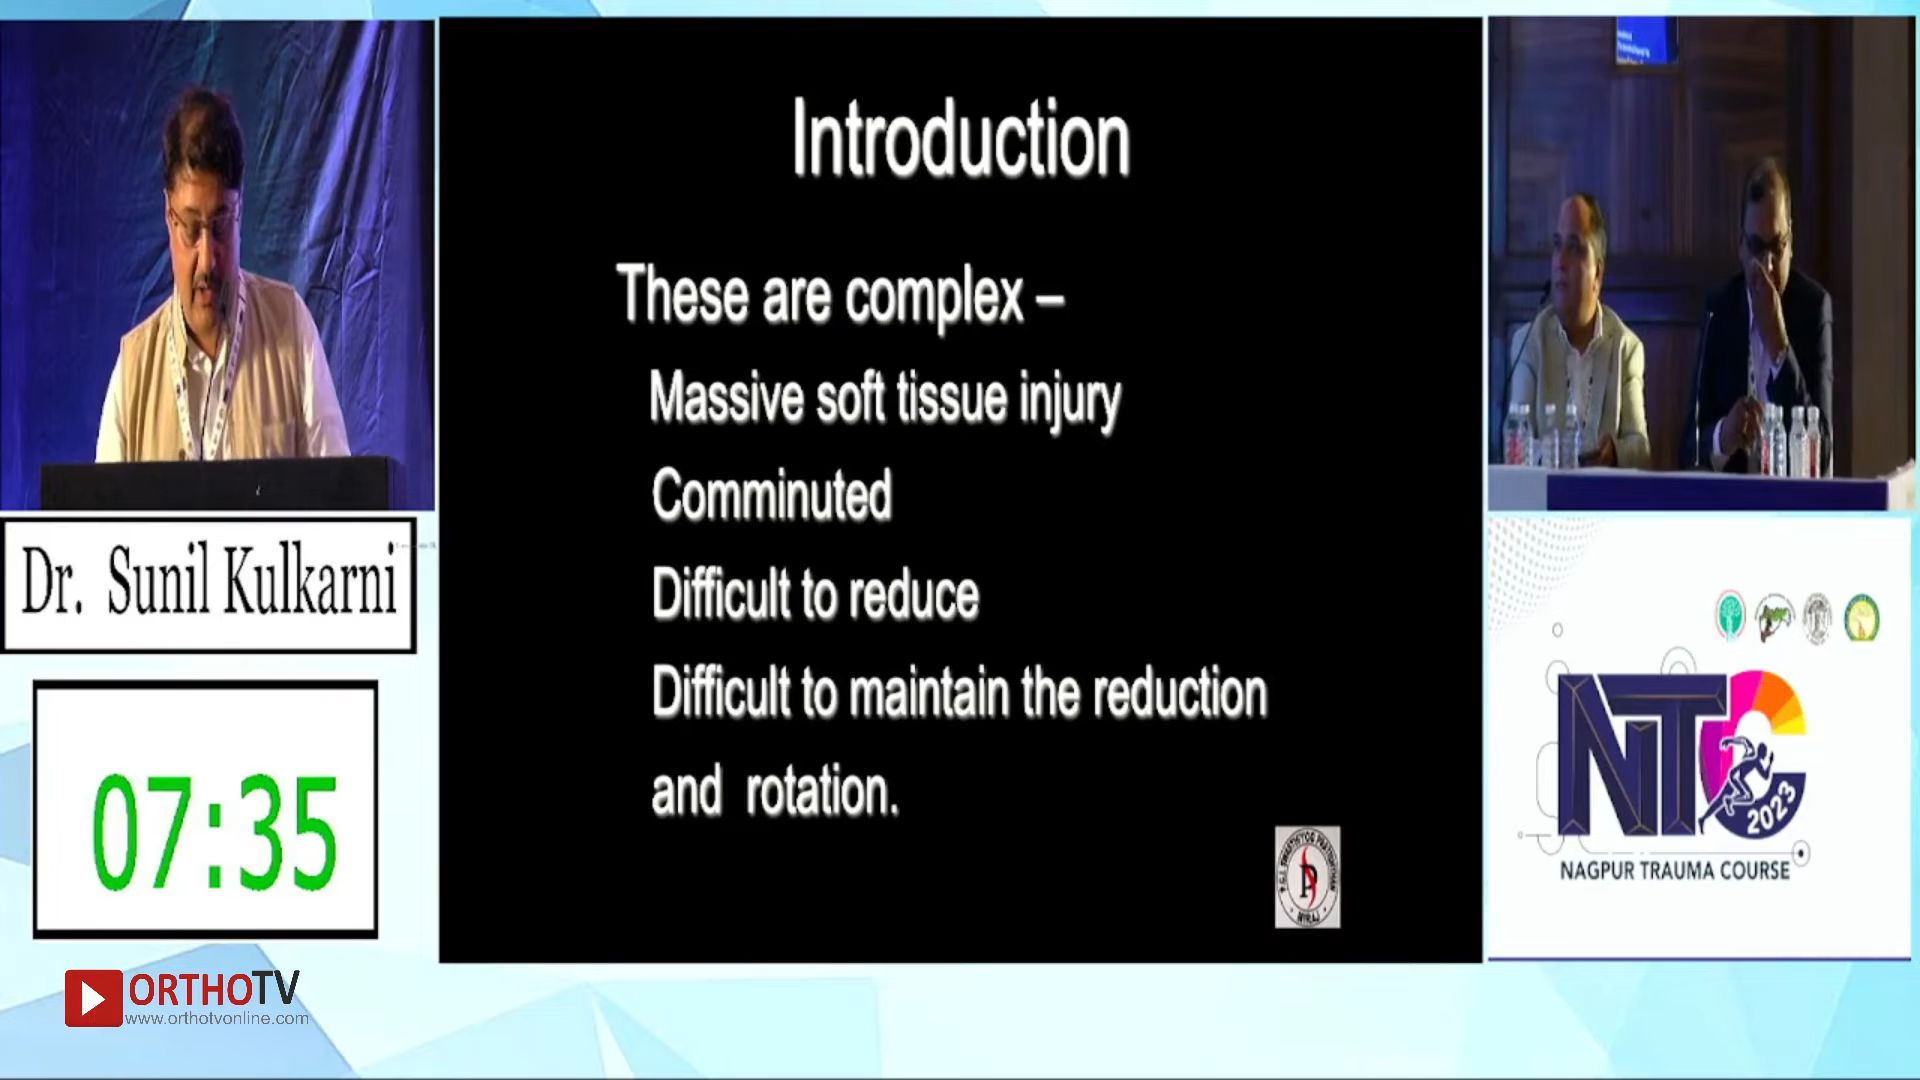 Introduction
These are complex –
Massive soft tissue injury
Comminuted
Difficult to reduce
Difficult to maintain the reduction
and rotation.
MIRAJ
Dr. Sunil Kulkarni
07:35
ORTHOTV
www.orthotvonline.com
NTC
2023
NAGPUR TRAUMA COURSE